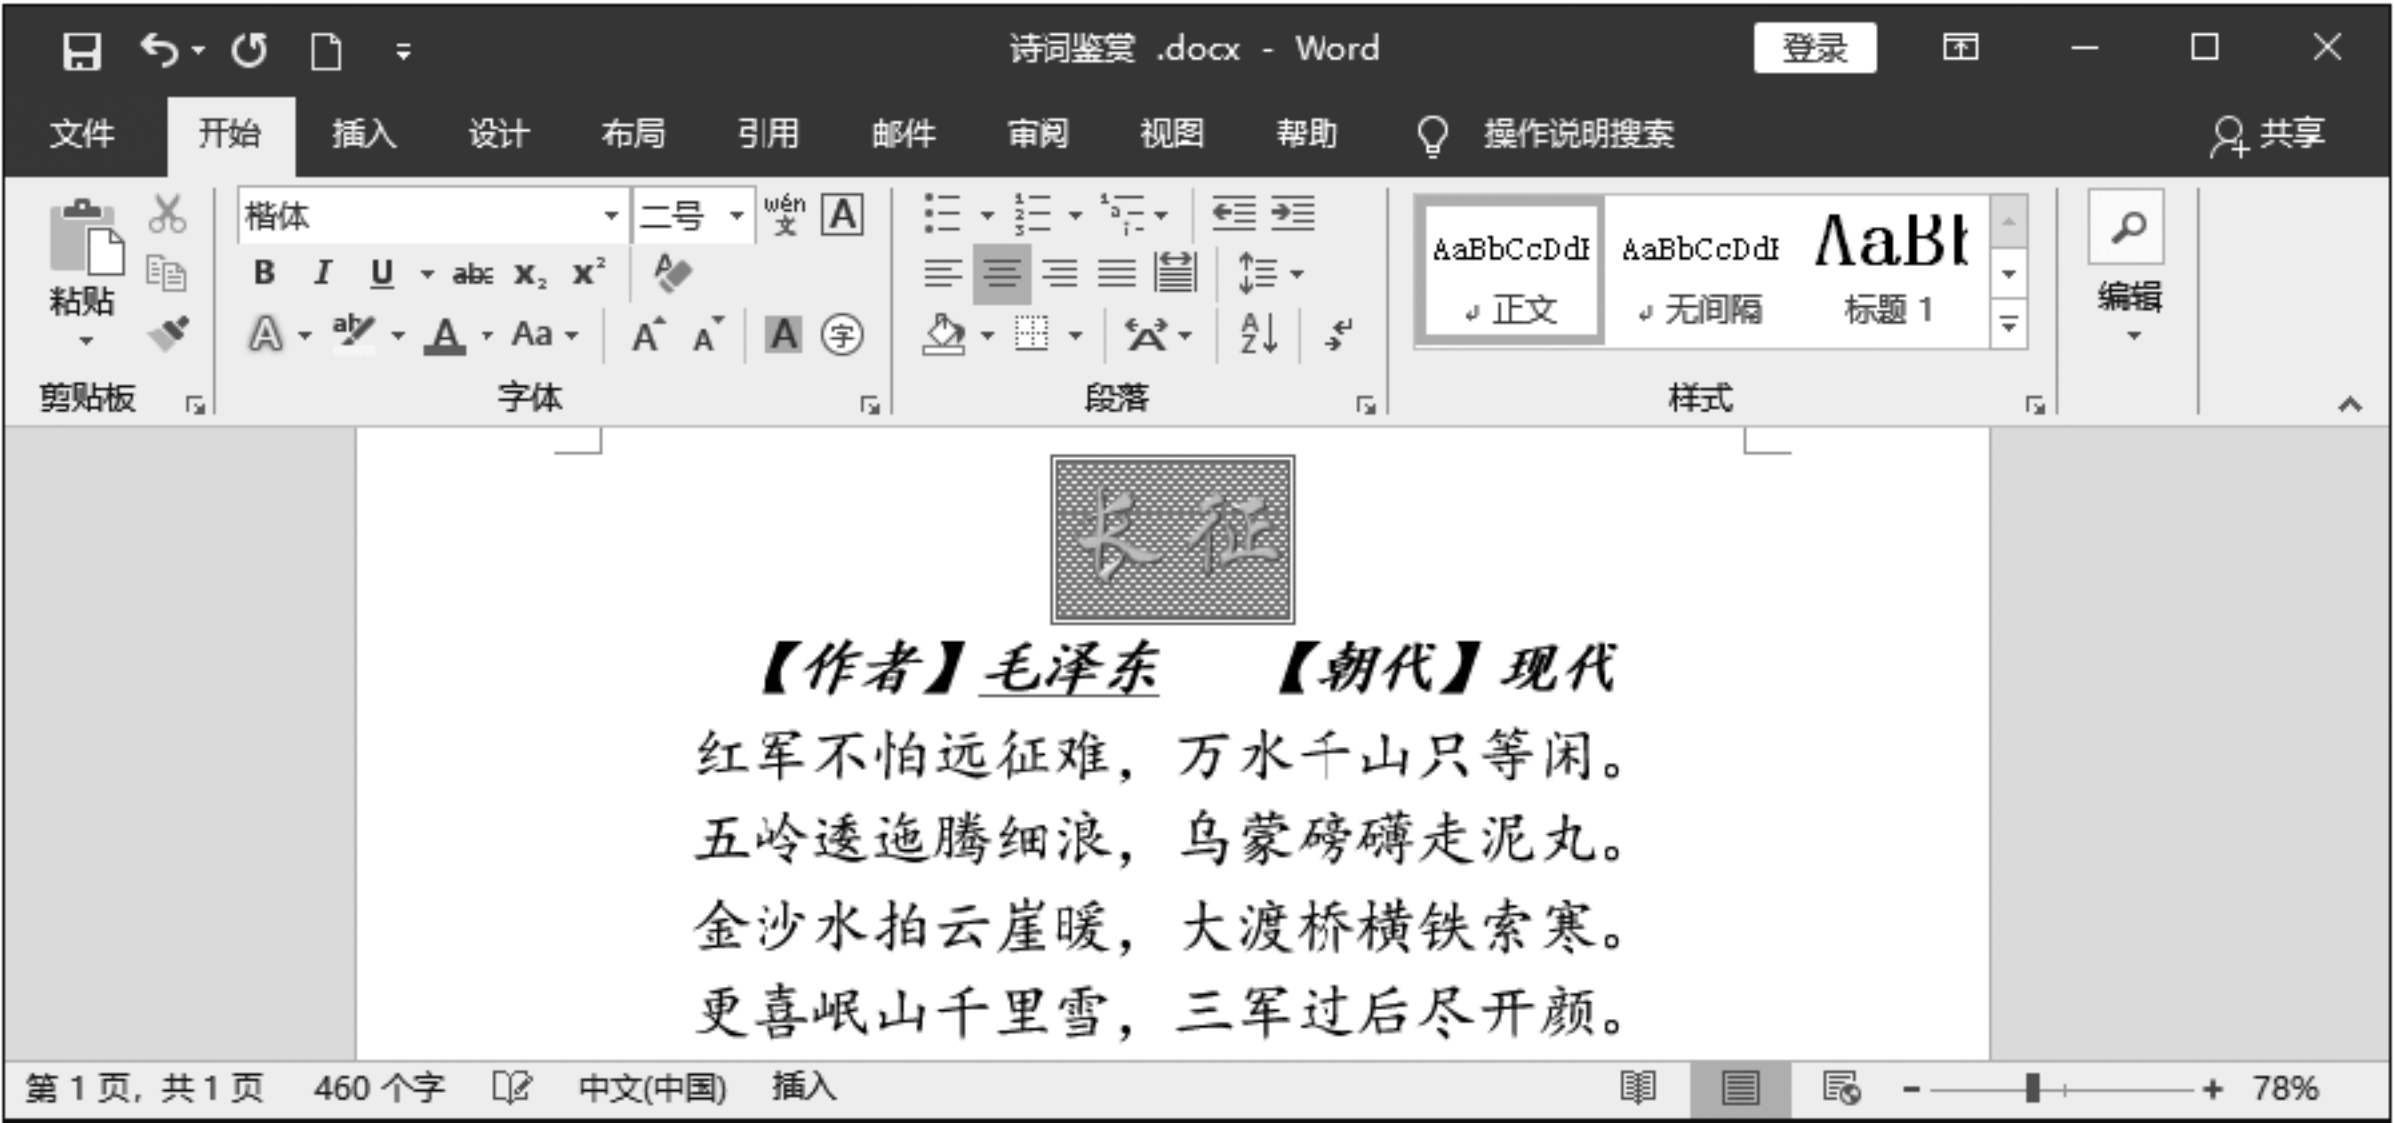 诗词鉴赏 .docx - Word 登录
文件 开始 插入 设计 布局 引用 邮件 审阅 视图 帮助 操作说明搜索 共享
楷体 二号 wén 文 A
B I U abc x₂ x² A
A aby A Aa A A A 字
粘贴
AaBbCcDdE AaBbCcDdE AaBb
正文 无间隔 标题 1
编辑
剪贴板 字体 段落 样式
长 征
【作者】毛泽东 【朝代】现代
红军不怕远征难，万水千山只等闲。
五岭逶迤腾细浪，乌蒙磅礴走泥丸。
金沙水拍云崖暖，大渡桥横铁索寒。
更喜岷山千里雪，三军过后尽开颜。
第 1 页，共 1 页 460 个字 中文(中国) 插入 78%